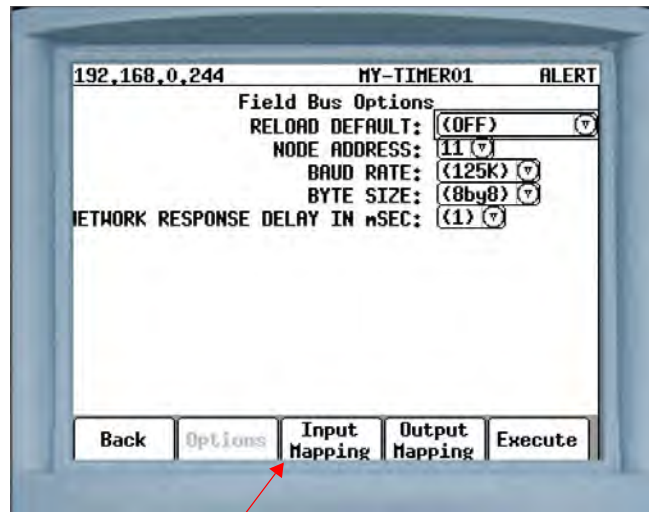 192.168.0.244 MY-TIMER01 ALERT
Field Bus Options
RELOAD DEFAULT: (OFF)
NODE ADDRESS: 11
BAUD RATE: (125K)
BYTE SIZE: (8by8)
ETWORK RESPONSE DELAY IN mSEC: (1)
Back Options Input Mapping Output Mapping Execute